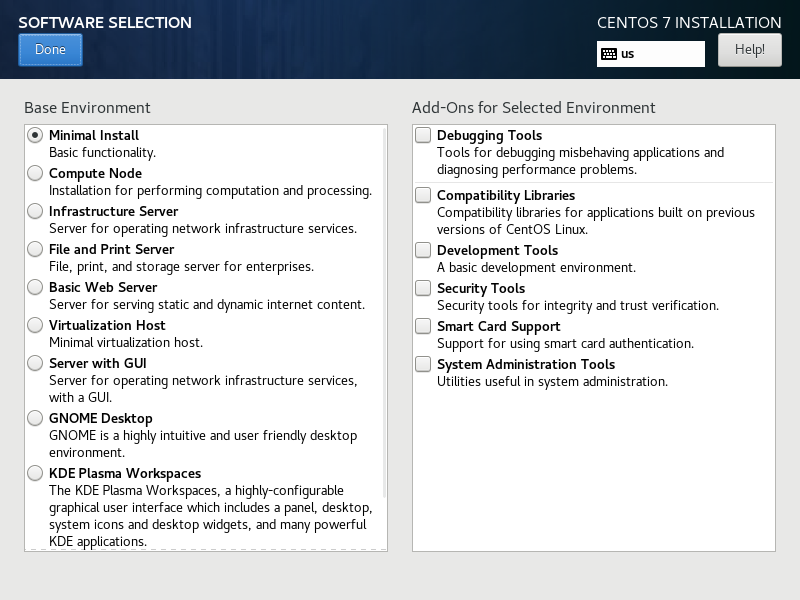 SOFTWARE SELECTION
CENTOS 7 INSTALLATION
Done
us
Help!
Base Environment
Minimal Install
Basic functionality.
Compute Node
Installation for performing computation and processing.
Infrastructure Server
Server for operating network infrastructure services.
File and Print Server
File, print, and storage server for enterprises.
Basic Web Server
Server for serving static and dynamic internet content.
Virtualization Host
Minimal virtualization host.
Server with GUI
Server for operating network infrastructure services,
with a GUI.
GNOME Desktop
GNOME is a highly intuitive and user friendly desktop
environment.
KDE Plasma Workspaces
The KDE Plasma Workspaces, a highly-configurable
graphical user interface which includes a panel, desktop,
system icons and desktop widgets, and many powerful
KDE applications.
Add-Ons for Selected Environment
Debugging Tools
Tools for debugging misbehaving applications and
diagnosing performance problems.
Compatibility Libraries
Compatibility libraries for applications built on previous
versions of CentOS Linux.
Development Tools
A basic development environment.
Security Tools
Security tools for integrity and trust verification.
Smart Card Support
Support for using smart card authentication.
System Administration Tools
Utilities useful in system administration.